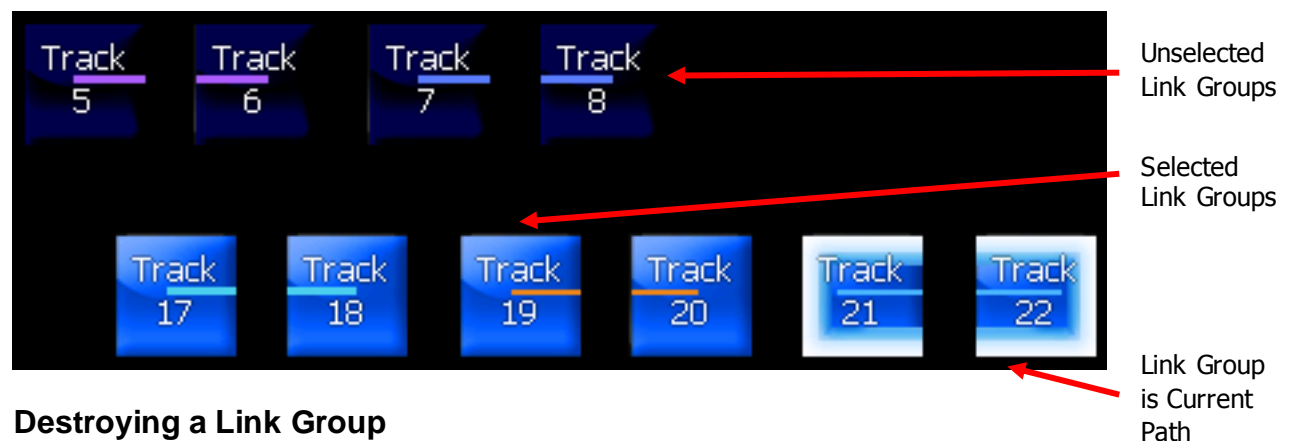 Track Track Track Track
5 6 7 8
Unselected
Link Groups
Selected
Link Groups
Track Track Track Track Track Track
17 18 19 20 21 22
Link Group
is Current
Path
Destroying a Link Group